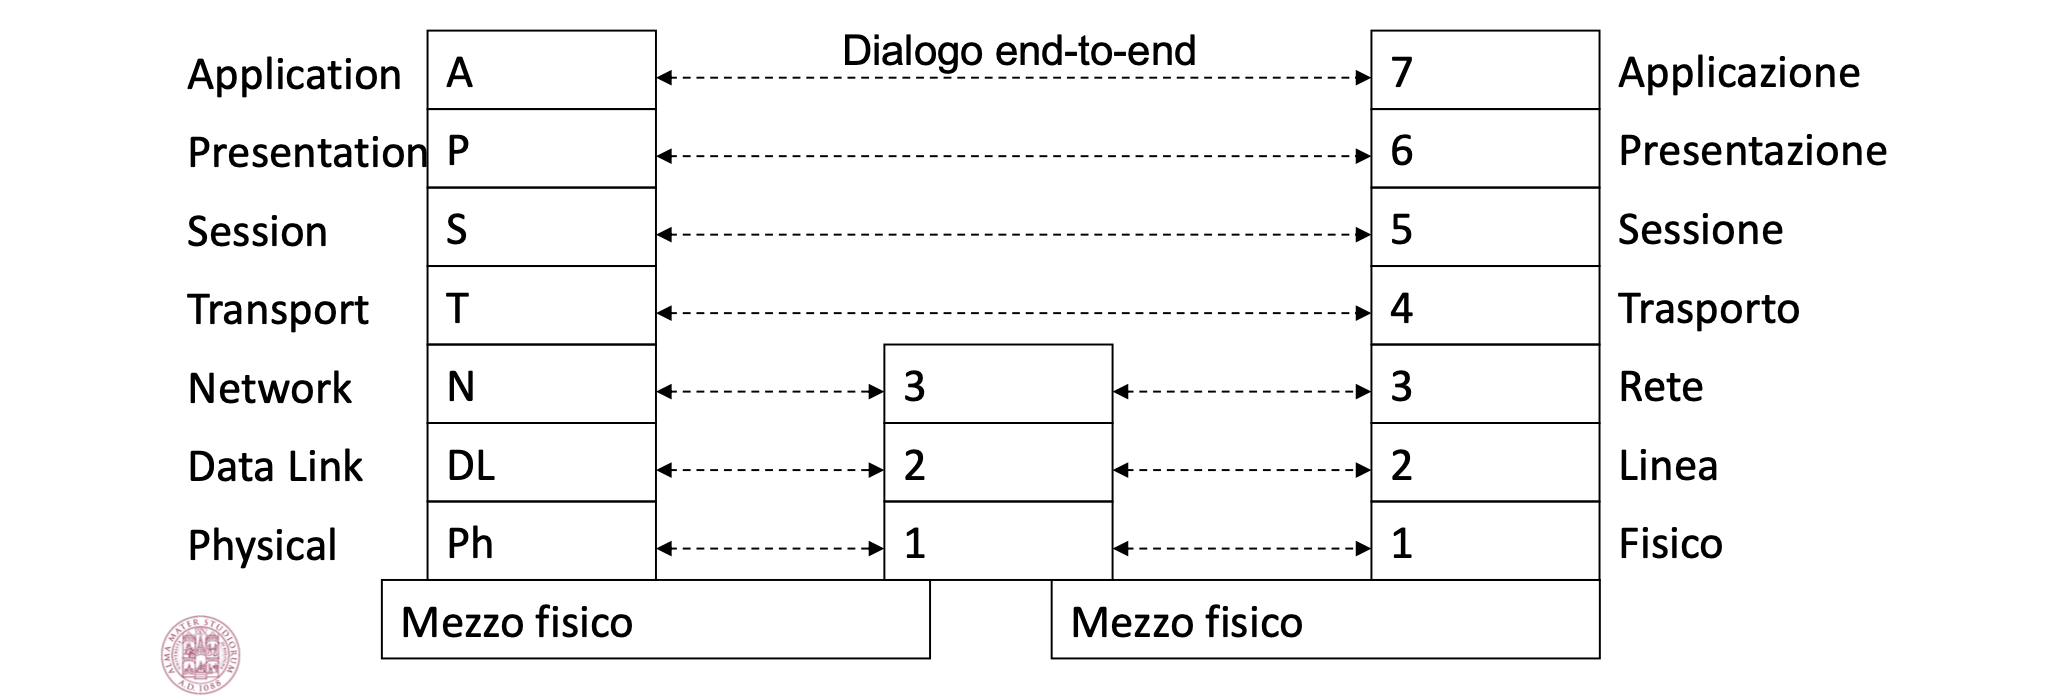 Dialogo end-to-end
Application A 7 Applicazione
Presentation P 6 Presentazione
Session S 5 Sessione
Transport T 4 Trasporto
Network N 3 3 Rete
Data Link DL 2 2 Linea
Physical Ph 1 1 Fisico
Mezzo fisico Mezzo fisico
ALMA MATER STUDIORUM
A.D. 1088